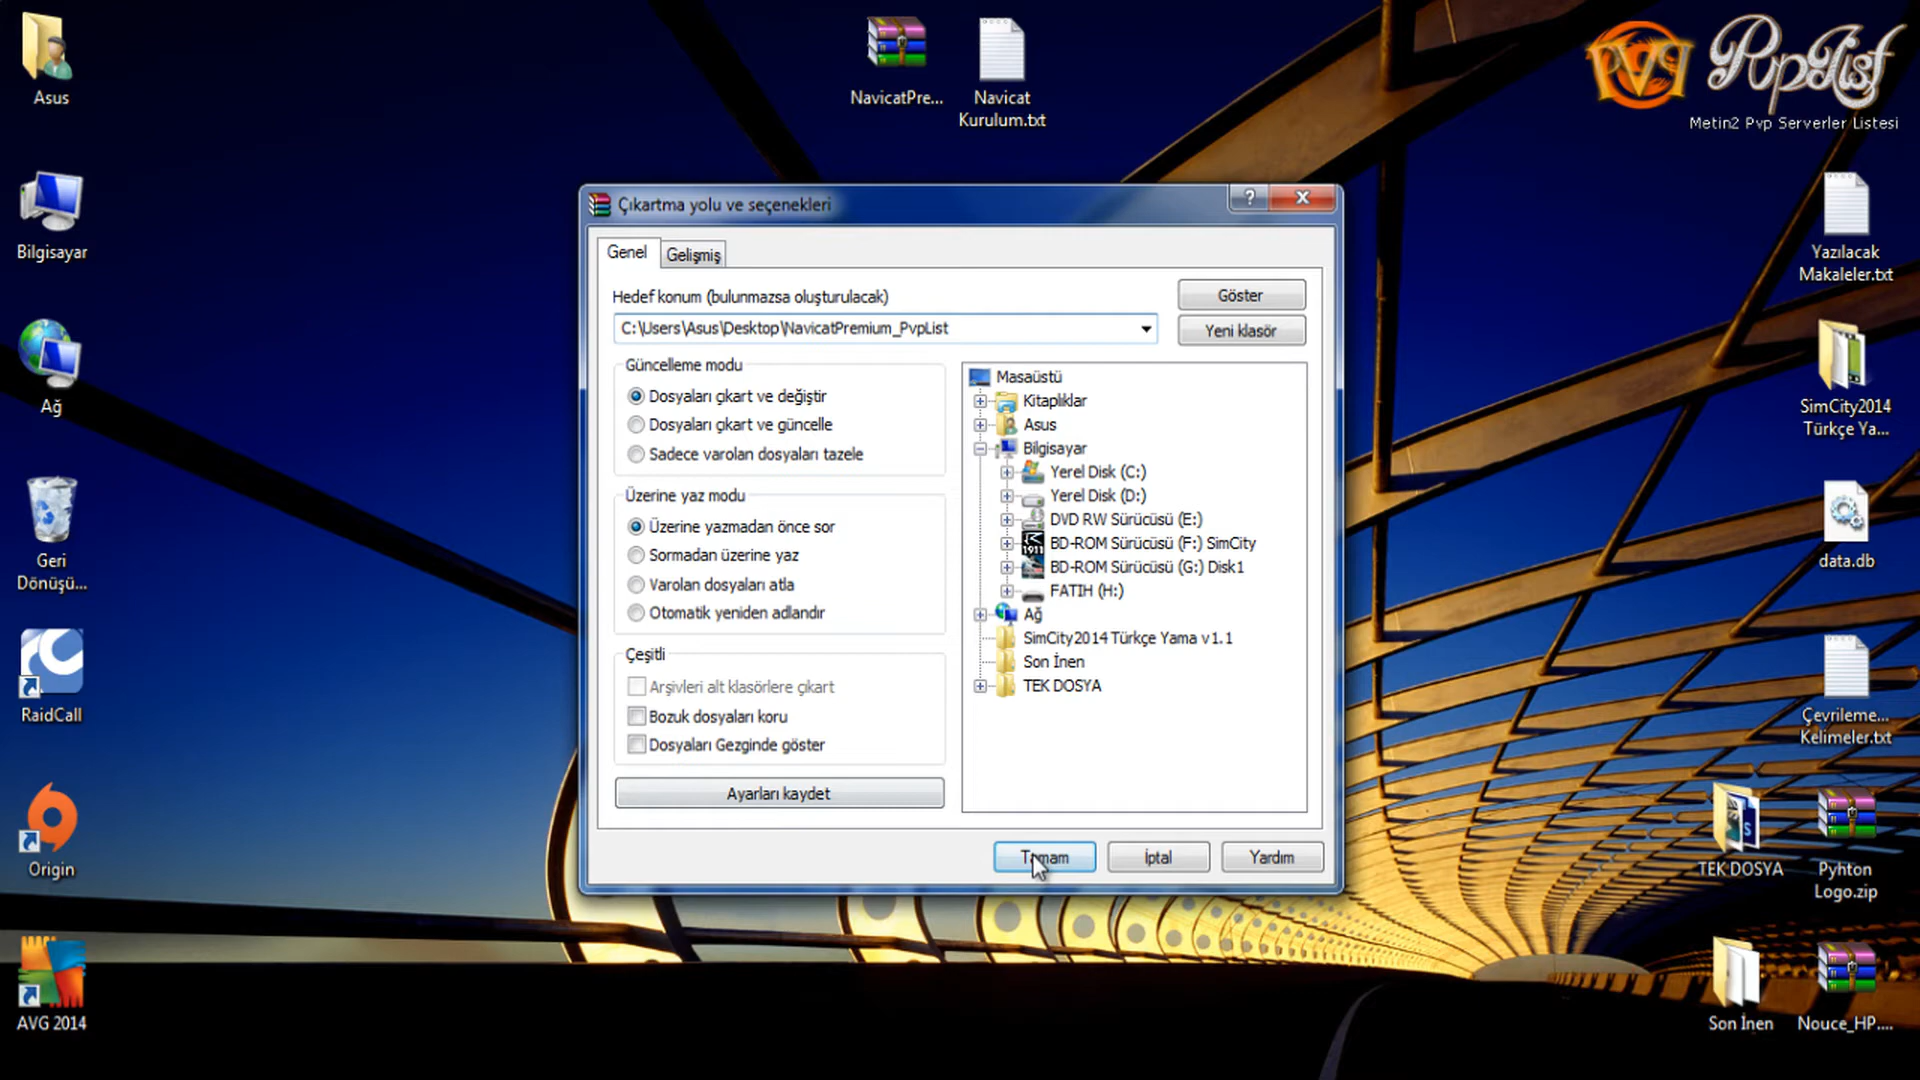 Asus
Bilgisayar
Ağ
Geri
Dönüşü...
RaidCall
Origin
AVG 2014
NavicatPre...
Navicat
Kurulum.txt
PVP
PvpList
Metin2 Pvp Serverler Listesi
Çıkartma yolu ve seçenekleri
?
Genel
Gelişmiş
Hedef konum (bulunmazsa oluşturulacak)
C:\Users\Asus\Desktop\NavicatPremium_PvpList
Göster
Yeni klasör
Güncelleme modu
Dosyaları çıkart ve değiştir
Dosyaları çıkart ve güncelle
Sadece varolan dosyaları tazele
Üzerine yaz modu
Üzerine yazmadan önce sor
Sormadan üzerine yaz
Varolan dosyaları atla
Otomatik yeniden adlandır
Çeşitli
Arşivleri alt klasörlere çıkart
Bozuk dosyaları koru
Dosyaları Gezginde göster
Ayarları kaydet
Masaüstü
Kitaplıklar
Asus
Bilgisayar
Yerel Disk (C:)
Yerel Disk (D:)
DVD RW Sürücüsü (E:)
BD-ROM Sürücüsü (F:) SimCity
BD-ROM Sürücüsü (G:) Disk1
FATIH (H:)
Ağ
SimCity2014 Türkçe Yama v1.1
Son İnen
TEK DOSYA
Tamam
İptal
Yardım
Yazılacak
Makaleler.txt
SimCity2014
Türkçe Ya...
data.db
Çevrileme...
Kelimeler.txt
TEK DOSYA
Pyhton
Logo.zip
Son İnen
Nouce_HP....